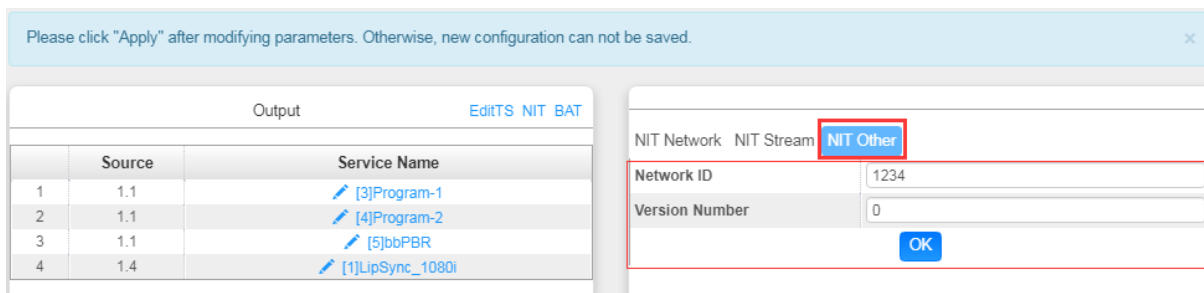 Please click "Apply" after modifying parameters. Otherwise, new configuration can not be saved. ×
Output EditTS NIT BAT
Source Service Name
1 1.1 [3]Program-1
2 1.1 [4]Program-2
3 1.1 [5]bbPBR
4 1.4 [1]LipSync_1080i
NIT Network NIT Stream NIT Other
Network ID 1234
Version Number 0
OK